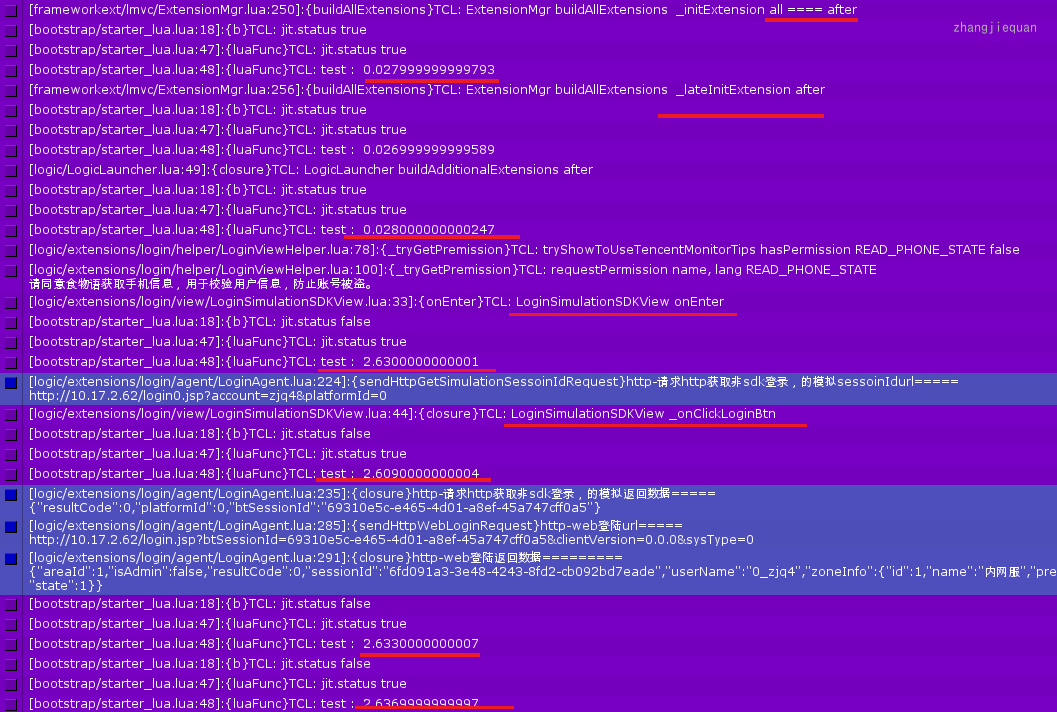 [frameworkext/lmvc/ExtensionMgr.lua:250]:{buildAllExtensions}TCL: ExtensionMgr buildAllExtensions  _initExtension all ==== after
zhangjiequan
[bootstrap/starter_lua.lua:18]:{b}TCL: jit.status true
[bootstrap/starter_lua.lua:47]:{luaFunc}TCL: jit.status true
[bootstrap/starter_lua.lua:48]:{luaFunc}TCL: test :  0.027999999999793
[frameworkext/lmvc/ExtensionMgr.lua:256]:{buildAllExtensions}TCL: ExtensionMgr buildAllExtensions  _lateInitExtension after
[bootstrap/starter_lua.lua:18]:{b}TCL: jit.status true
[bootstrap/starter_lua.lua:47]:{luaFunc}TCL: jit.status true
[bootstrap/starter_lua.lua:48]:{luaFunc}TCL: test :  0.026999999999589
[logic/LogicLauncher.lua:49]:{closure}TCL: LogicLauncher buildAdditionalExtensions after
[bootstrap/starter_lua.lua:18]:{b}TCL: jit.status true
[bootstrap/starter_lua.lua:47]:{luaFunc}TCL: jit.status true
[bootstrap/starter_lua.lua:48]:{luaFunc}TCL: test :  0.028000000000247
[logic/extensions/login/helper/LoginViewHelper.lua:78]:{_tryGetPremission}TCL: tryShowToUseTencentMonitorTips hasPermission READ_PHONE_STATE false
[logic/extensions/login/helper/LoginViewHelper.lua:100]:{_tryGetPremission}TCL: requestPermission name, lang READ_PHONE_STATE
请同意食物语获取手机信息，用于校验用户信息，防止账号被盗。
[logic/extensions/login/view/LoginSimulationSDKView.lua:33]:{onEnter}TCL: LoginSimulationSDKView onEnter
[bootstrap/starter_lua.lua:18]:{b}TCL: jit.status false
[bootstrap/starter_lua.lua:47]:{luaFunc}TCL: jit.status true
[bootstrap/starter_lua.lua:48]:{luaFunc}TCL: test :  2.6300000000001
[logic/extensions/login/agent/LoginAgent.lua:224]:{sendHttpGetSimulationSessoinIdRequest}http-请求http获取非sdk登录，的模拟sessoinIdurl=====
http://10.17.2.62/login0.jsp?account=zjq4&platformId=0
[logic/extensions/login/view/LoginSimulationSDKView.lua:44]:{closure}TCL: LoginSimulationSDKView _onClickLoginBtn
[bootstrap/starter_lua.lua:18]:{b}TCL: jit.status false
[bootstrap/starter_lua.lua:47]:{luaFunc}TCL: jit.status true
[bootstrap/starter_lua.lua:48]:{luaFunc}TCL: test :  2.6090000000004
[logic/extensions/login/agent/LoginAgent.lua:235]:{closure}http-请求http获取非sdk登录，的模拟返回数据=====
{"resultCode":0,"platformId":0,"btSessionId":"69310e5c-e465-4d01-a8ef-45a747cff0a5"}
[logic/extensions/login/agent/LoginAgent.lua:285]:{sendHttpWebLoginRequest}http-web登陆url=====
http://10.17.2.62/login.jsp?btSessionId=69310e5c-e465-4d01-a8ef-45a747cff0a5&clientVersion=0.0.0&sysType=0
[logic/extensions/login/agent/LoginAgent.lua:291]:{closure}http-web登陆返回数据=========
{"areaId":1,"isAdmin":false,"resultCode":0,"sessionId":"6fd091a3-3e48-4243-8fd2-cb092bd7eade","userName":"0_zjq4","zoneInfo":{"id":1,"name":"内网服","pre
"state":1}}
[bootstrap/starter_lua.lua:18]:{b}TCL: jit.status false
[bootstrap/starter_lua.lua:47]:{luaFunc}TCL: jit.status true
[bootstrap/starter_lua.lua:48]:{luaFunc}TCL: test :  2.6330000000007
[bootstrap/starter_lua.lua:18]:{b}TCL: jit.status false
[bootstrap/starter_lua.lua:47]:{luaFunc}TCL: jit.status true
[bootstrap/starter_lua.lua:48]:{luaFunc}TCL: test :  2.6369999999997